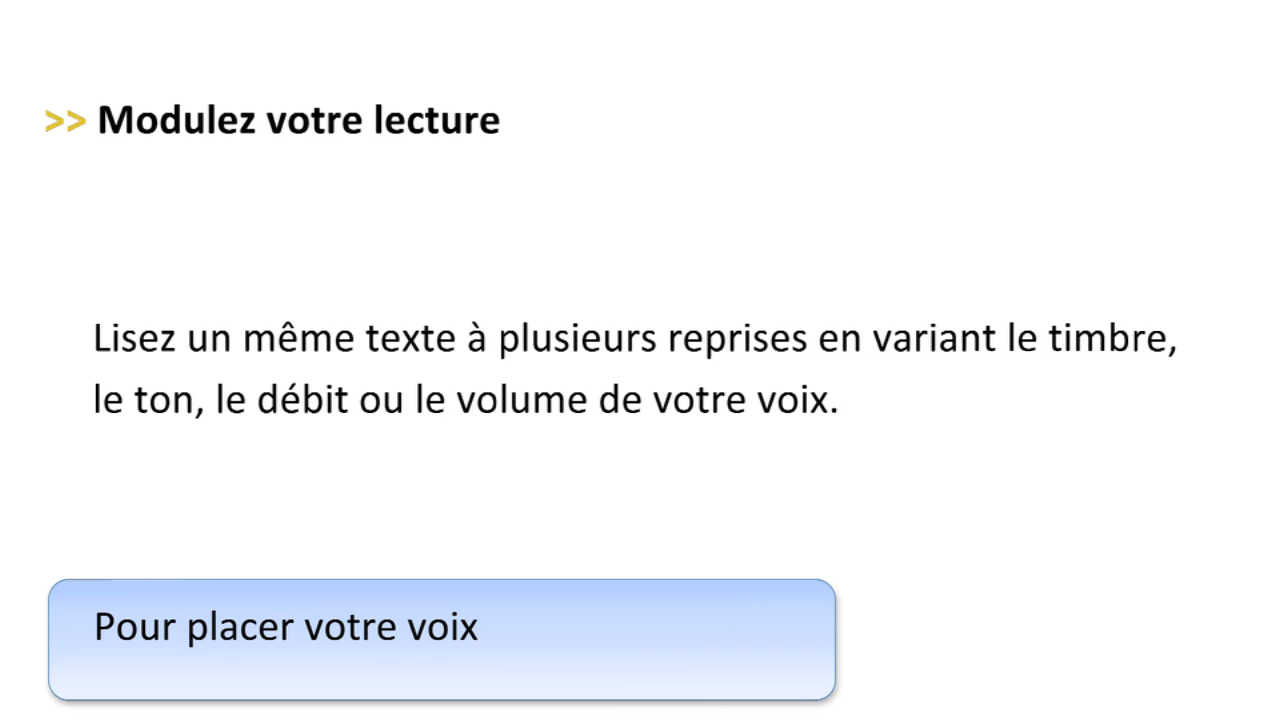 >> Modulez votre lecture
Lisez un même texte à plusieurs reprises en variant le timbre,
le ton, le débit ou le volume de votre voix.
Pour placer votre voix